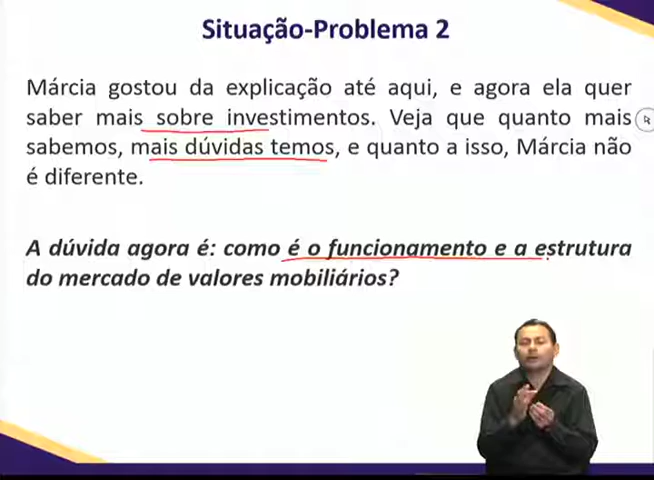 Situação-Problema 2
Márcia gostou da explicação até aqui, e agora ela quer
saber mais sobre investimentos. Veja que quanto mais
sabemos, mais dúvidas temos, e quanto a isso, Márcia não
é diferente.
A dúvida agora é: como é o funcionamento e a estrutura
do mercado de valores mobiliários?